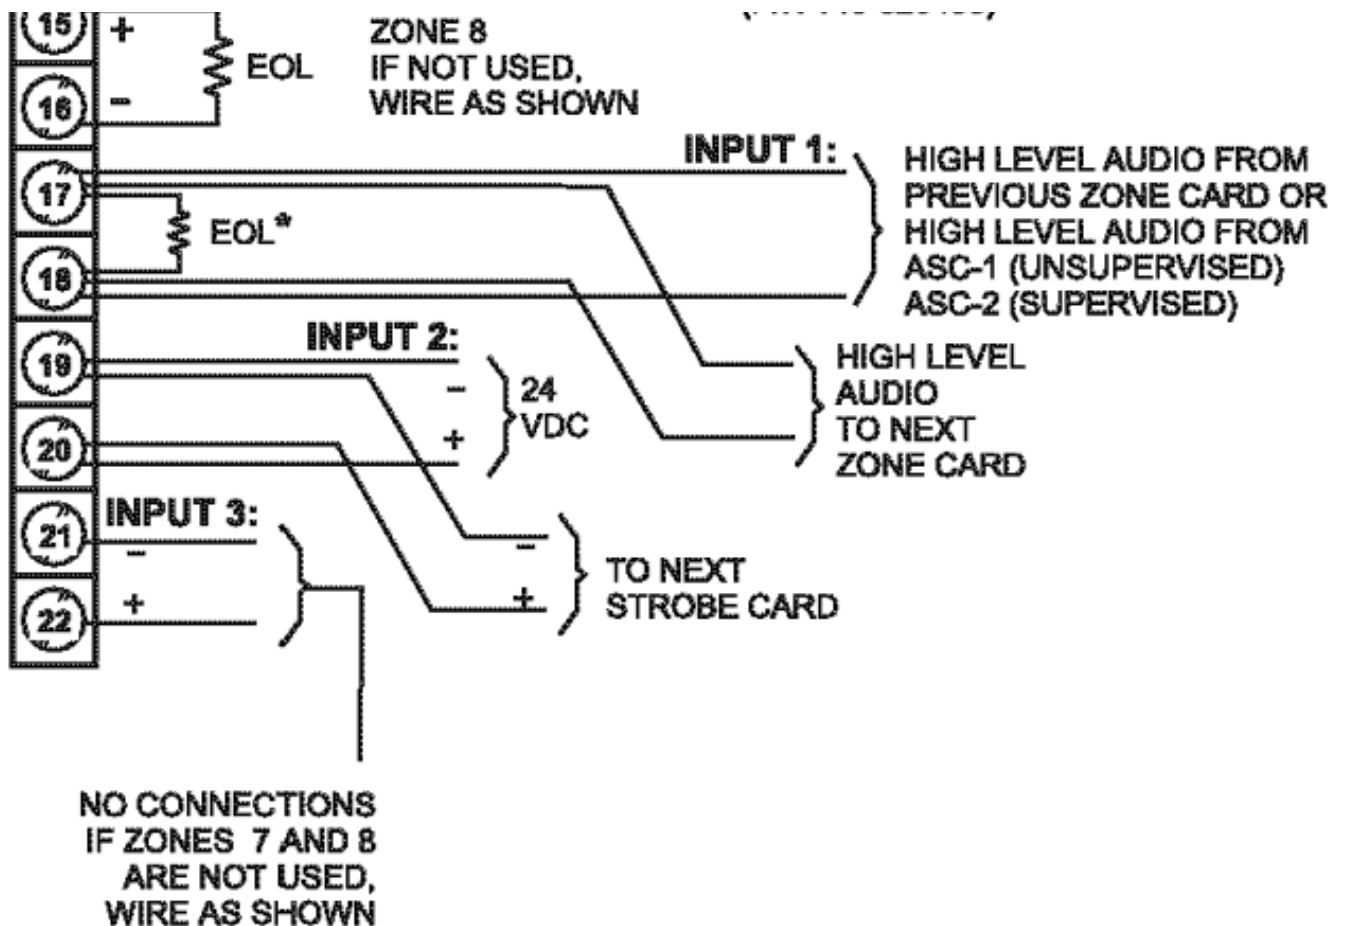 15 +
EOL
ZONE 8
IF NOT USED,
WIRE AS SHOWN
16 -
INPUT 1:
HIGH LEVEL AUDIO FROM
PREVIOUS ZONE CARD OR
HIGH LEVEL AUDIO FROM
ASC-1 (UNSUPERVISED)
ASC-2 (SUPERVISED)
17
EOL*
18
HIGH LEVEL
AUDIO
TO NEXT
ZONE CARD
INPUT 2:
19
-
24
VDC
+
20
-
TO NEXT
STROBE CARD
+
INPUT 3:
21
-
+
22
NO CONNECTIONS
IF ZONES 7 AND 8
ARE NOT USED,
WIRE AS SHOWN